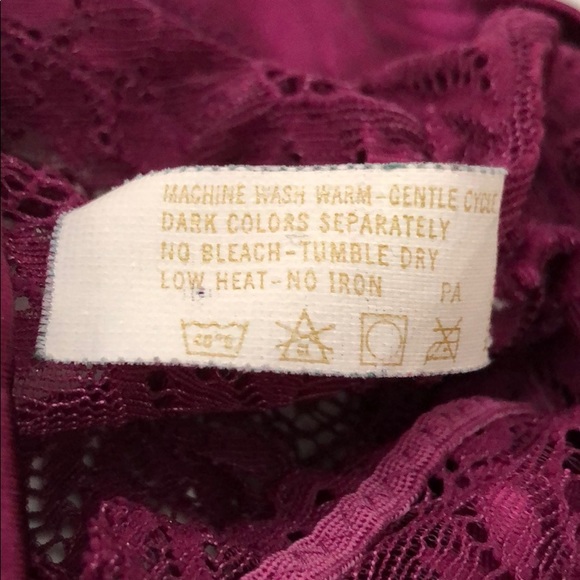 MACHINE WASH WARM-GENTLE CYCLE
DARK COLORS SEPARATELY
NO BLEACH-TUMBLE DRY
LOW HEAT-NO IRON PA